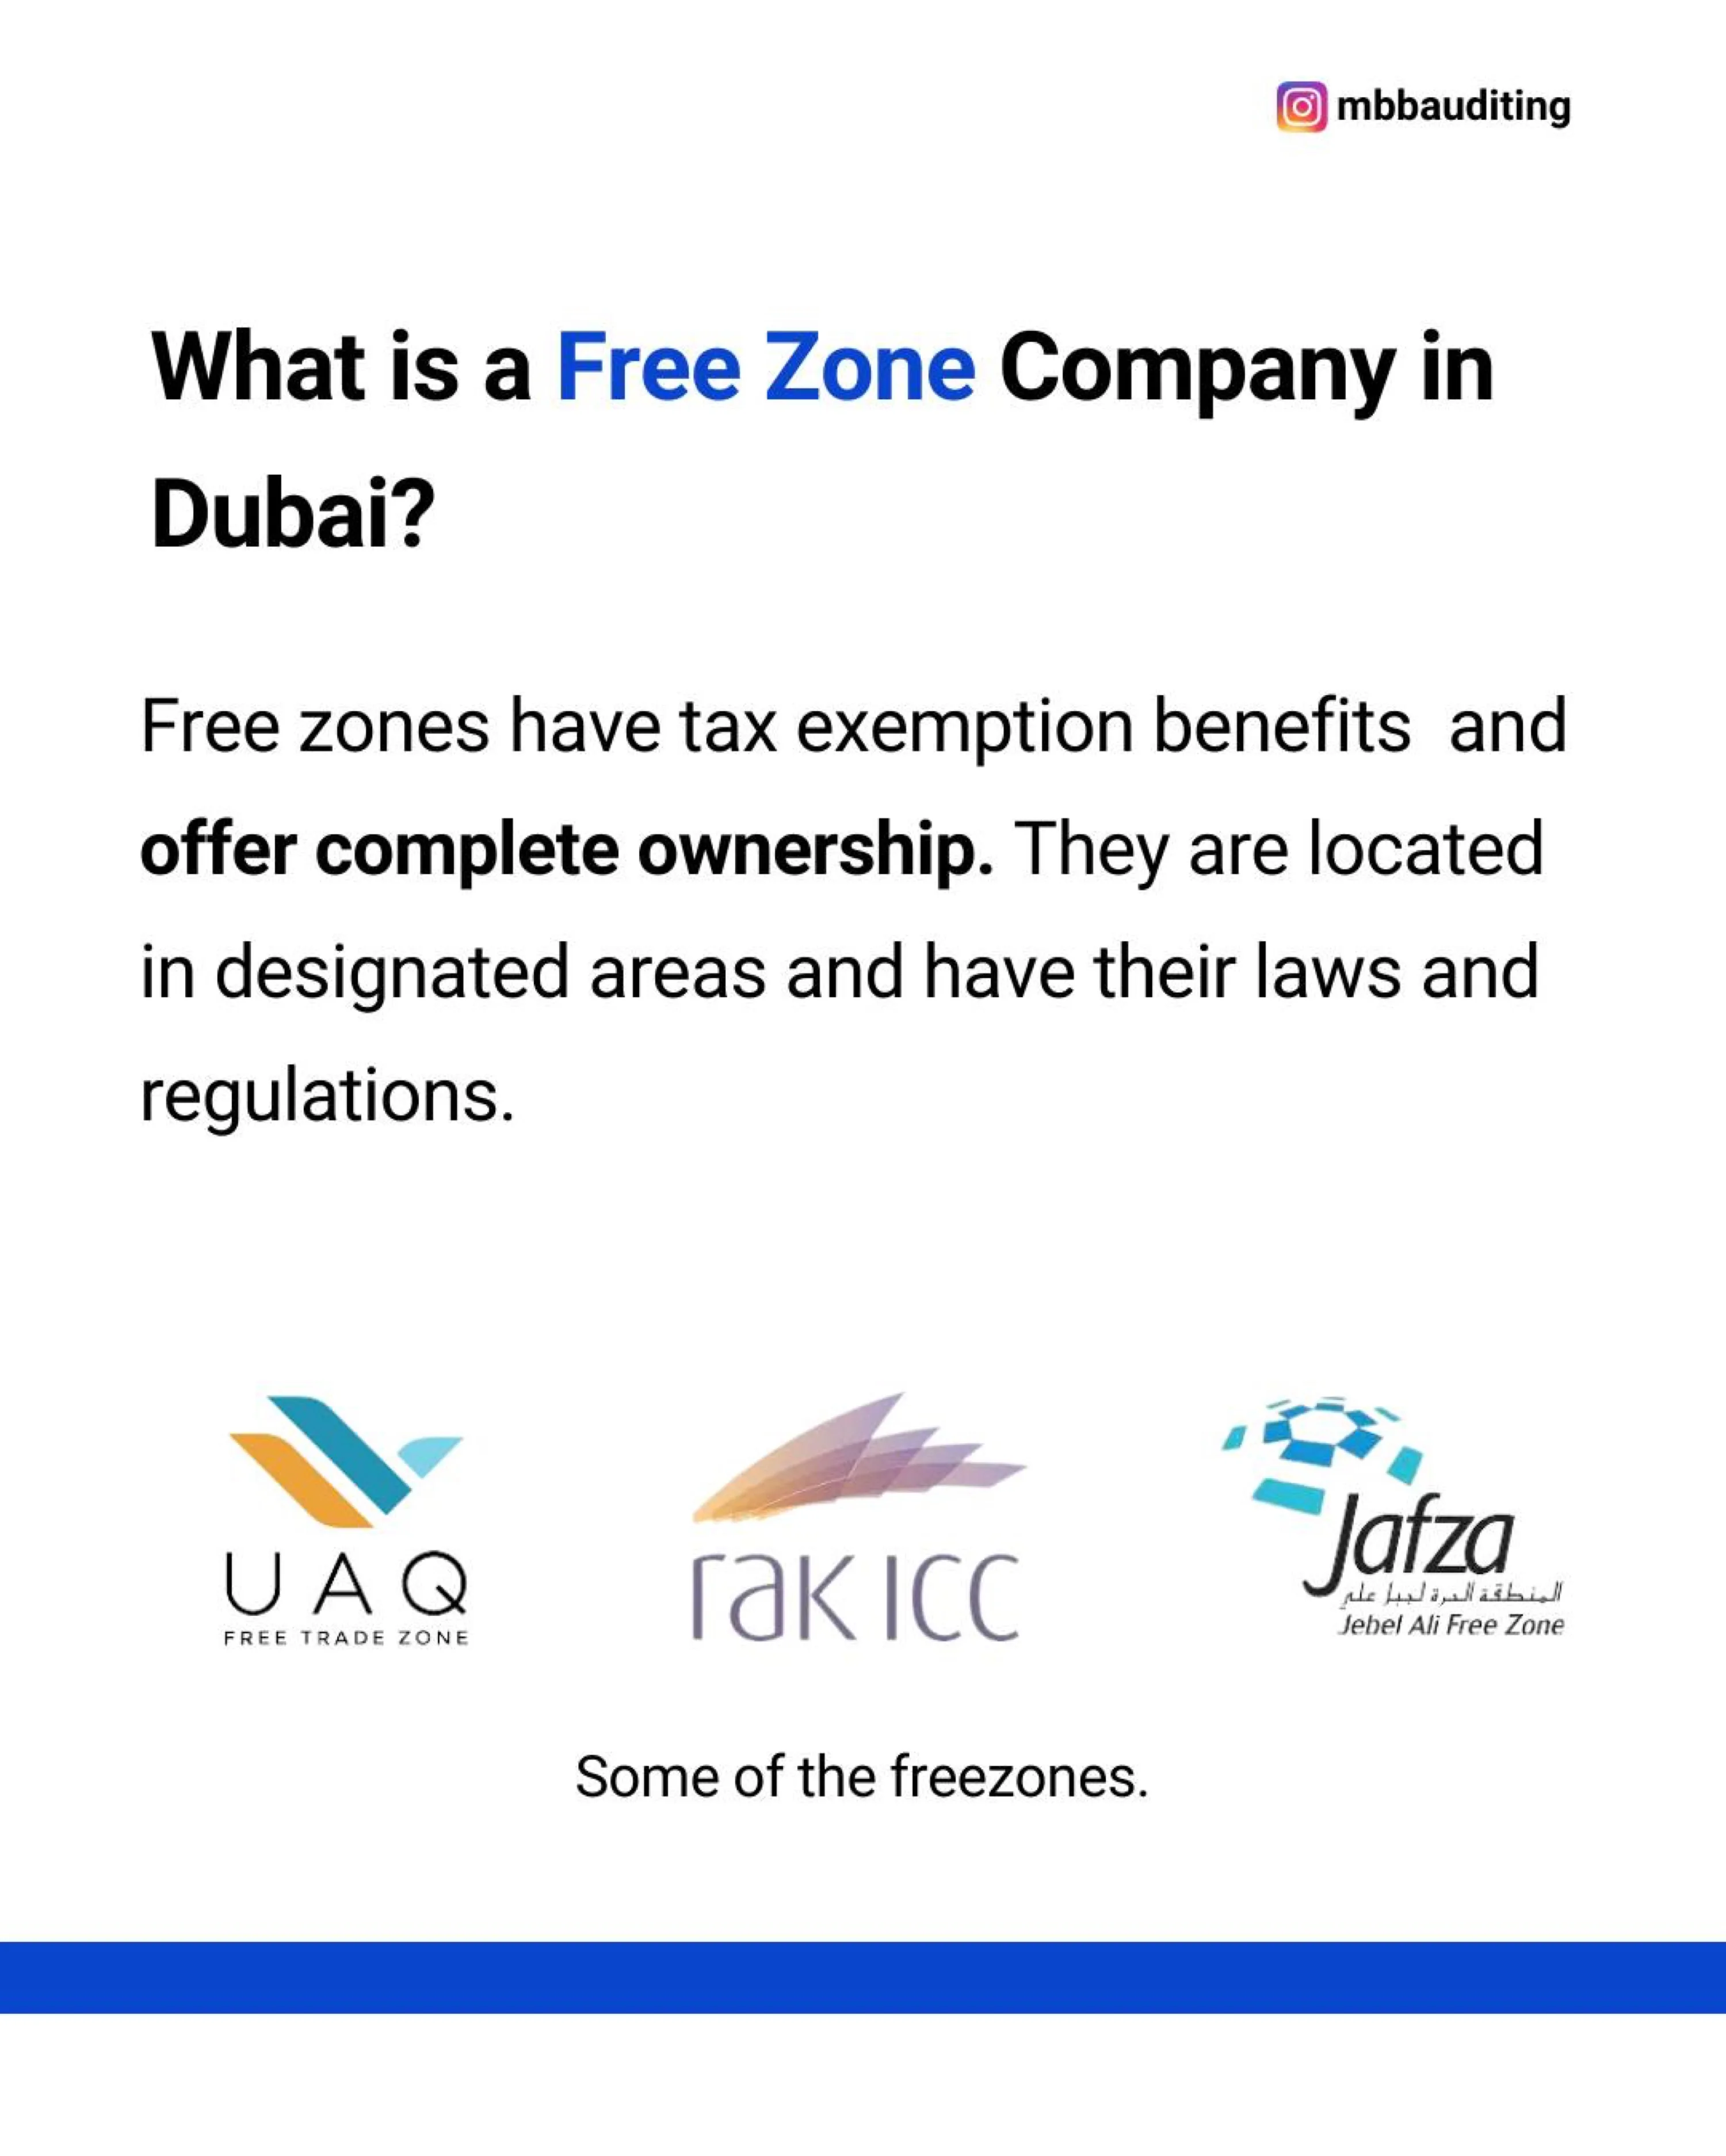 mbbauditing
What is a Free Zone Company in
Dubai?
Free zones have tax exemption benefits and
offer complete ownership. They are located
in designated areas and have their laws and
regulations.
UAQ
FREE TRADE ZONE
rak ICC
Jafza
المنطقة الحرة لجبل علي
Jebel Ali Free Zone
Some of the freezones.